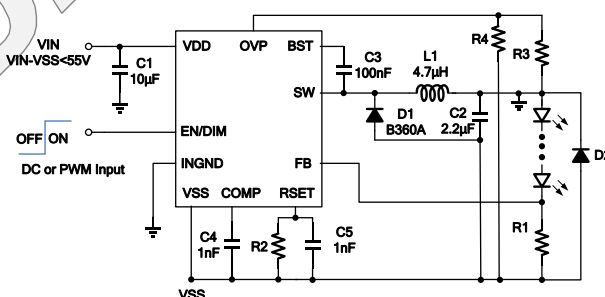 VIN
VIN-VSS<55V
C1
10μF
VDD
OVP
BST
C3
100nF
SW
L1
4.7μH
R4
R3
D1
B360A
C2
2.2μF
OFF
ON
EN/DIM
DC or PWM Input
INGND
FB
VSS
COMP
RSET
D2
R1
C4
1nF
R2
C5
1nF
VSS